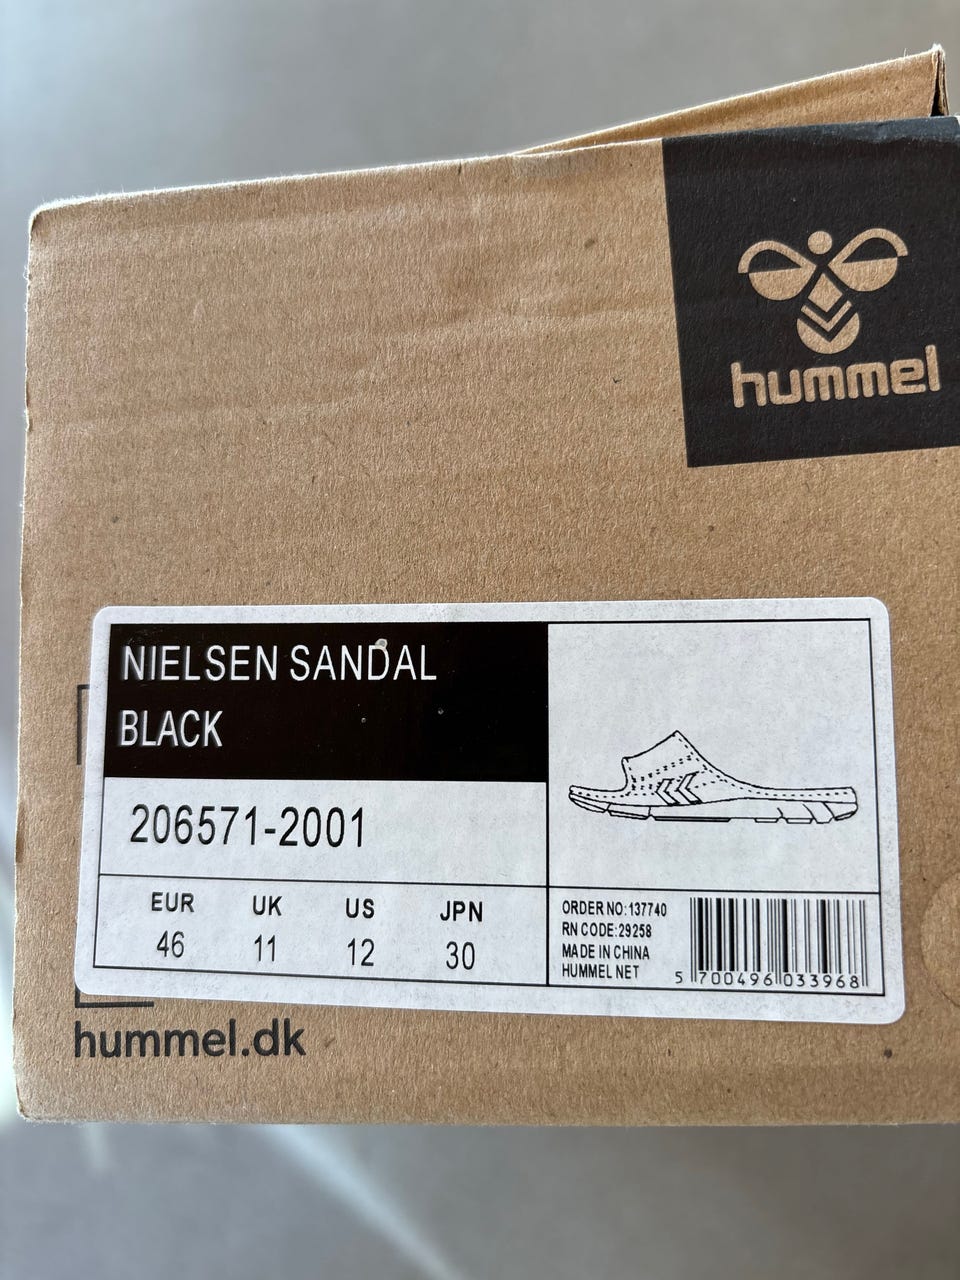 hummel
NIELSEN SANDAL
BLACK
206571-2001
EUR UK US JPN
46 11 12 30
ORDER NO:137740
RN CODE:29258
MADE IN CHINA
HUMMEL NET
5 700496 033968
hummel.dk